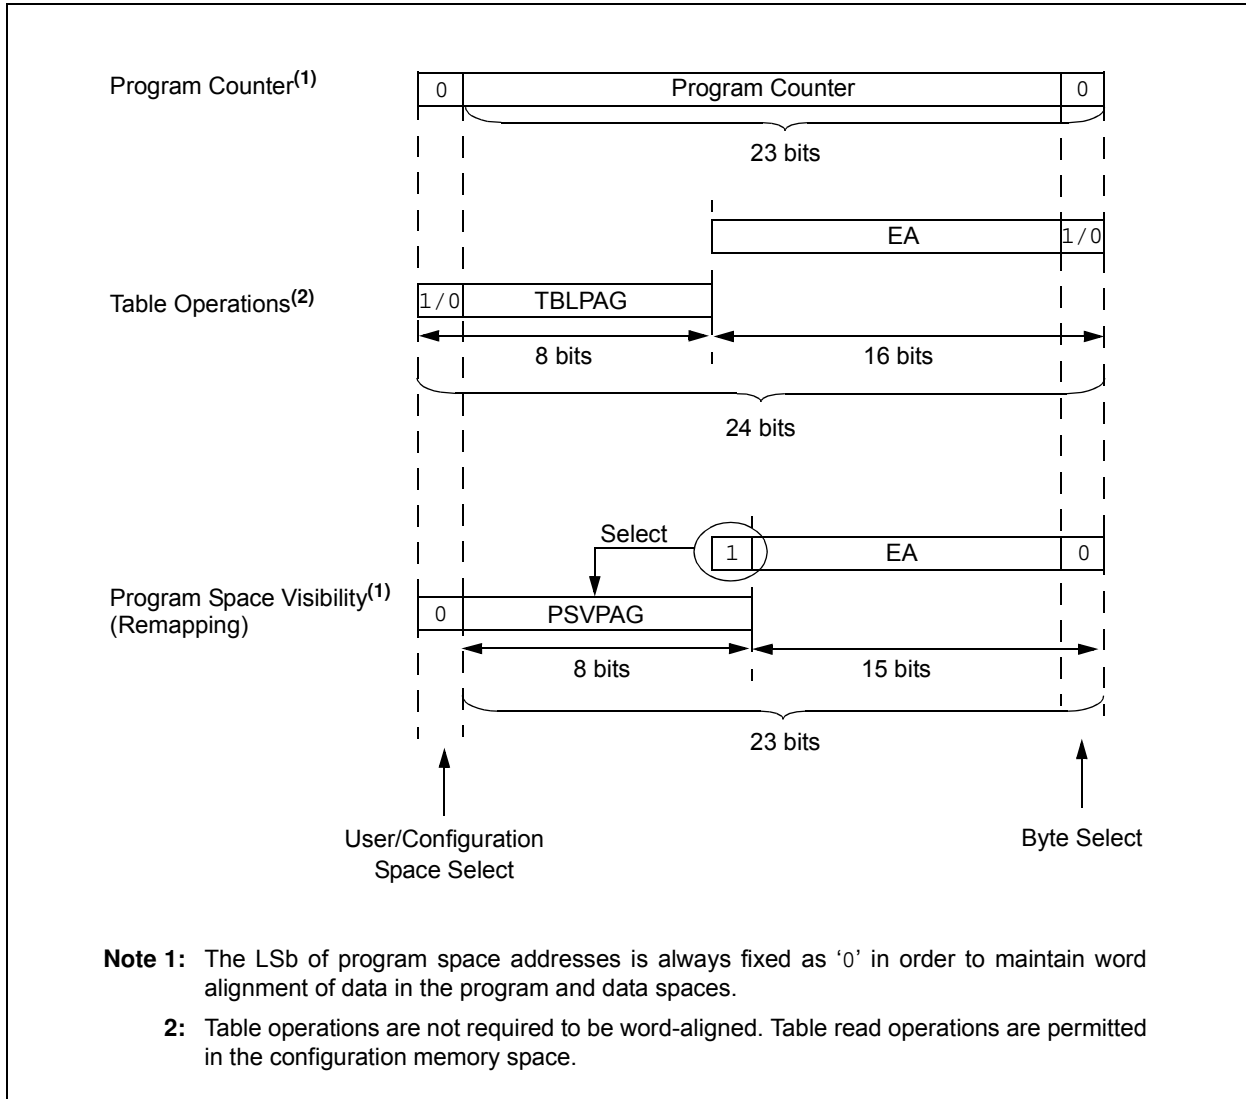 Program Counter(1)
0
Program Counter
0
23 bits
EA
1/0
Table Operations(2)
1/0
TBLPAG
8 bits
16 bits
24 bits
Select
1
EA
0
Program Space Visibility(1)
(Remapping)
0
PSVPAG
8 bits
15 bits
23 bits
User/Configuration
Space Select
Byte Select
Note 1: The LSb of program space addresses is always fixed as ‘0’ in order to maintain word
alignment of data in the program and data spaces.
2: Table operations are not required to be word-aligned. Table read operations are permitted
in the configuration memory space.